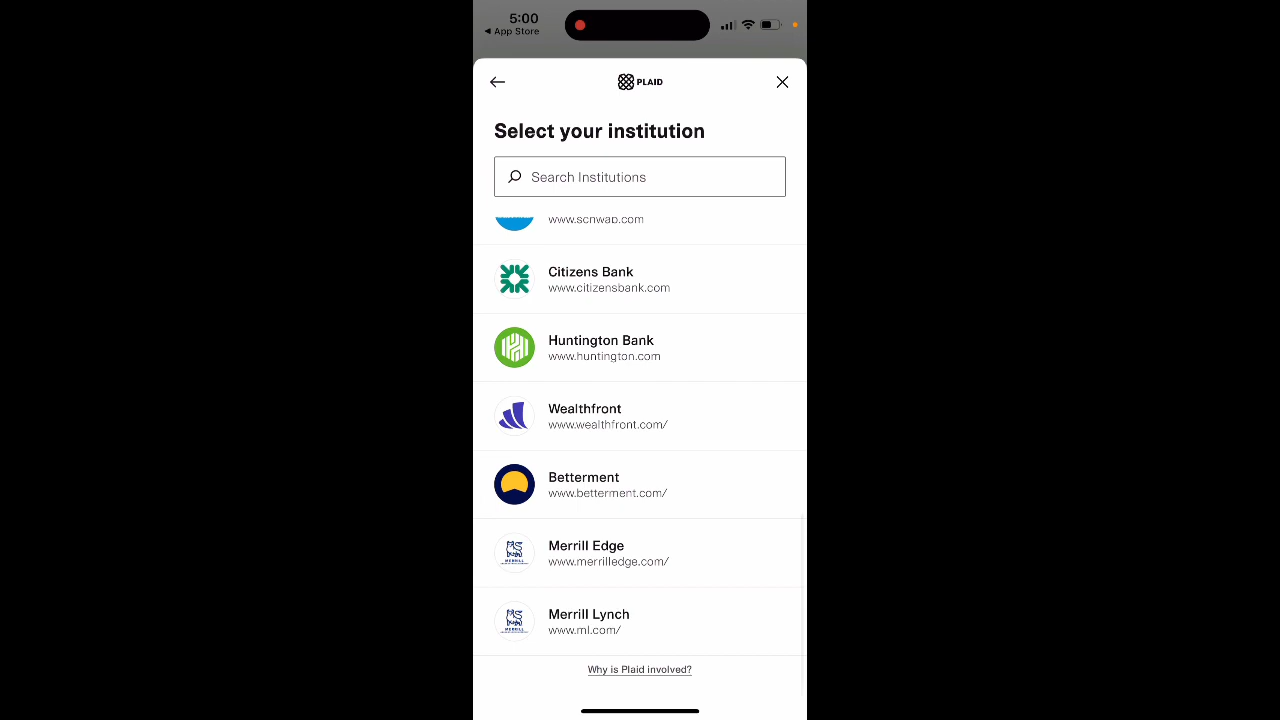 5:00
◀ App Store
PLAID
Select your institution
Search Institutions
www.schwab.com
Citizens Bank
www.citizensbank.com
Huntington Bank
www.huntington.com
Wealthfront
www.wealthfront.com/
Betterment
www.betterment.com/
MERRILL
Merrill Edge
www.merrilledge.com/
MERRILL
Merrill Lynch
www.ml.com/
Why is Plaid involved?